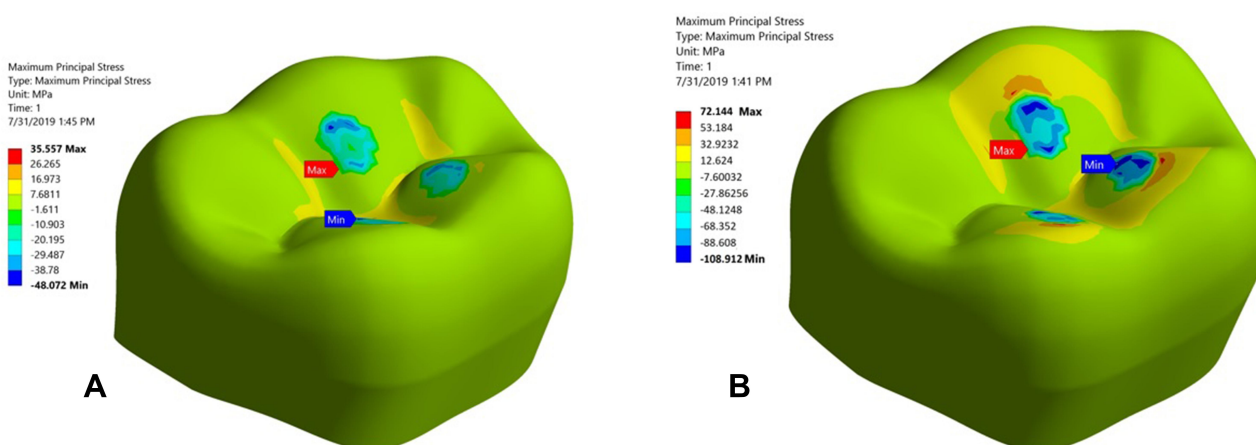 Maximum Principal Stress
Type: Maximum Principal Stress
Unit: MPa
Time: 1
7/31/2019 1:45 PM
35.557 Max
26.265
16.973
7.6811
-1.611
-10.903
-20.195
-29.487
-38.78
-48.072 Min
Max
Min
A
Maximum Principal Stress
Type: Maximum Principal Stress
Unit: MPa
Time: 1
7/31/2019 1:41 PM
72.144 Max
53.184
32.9232
12.624
-7.60032
-27.86256
-48.1248
-68.352
-88.608
-108.912 Min
Max
Min
B